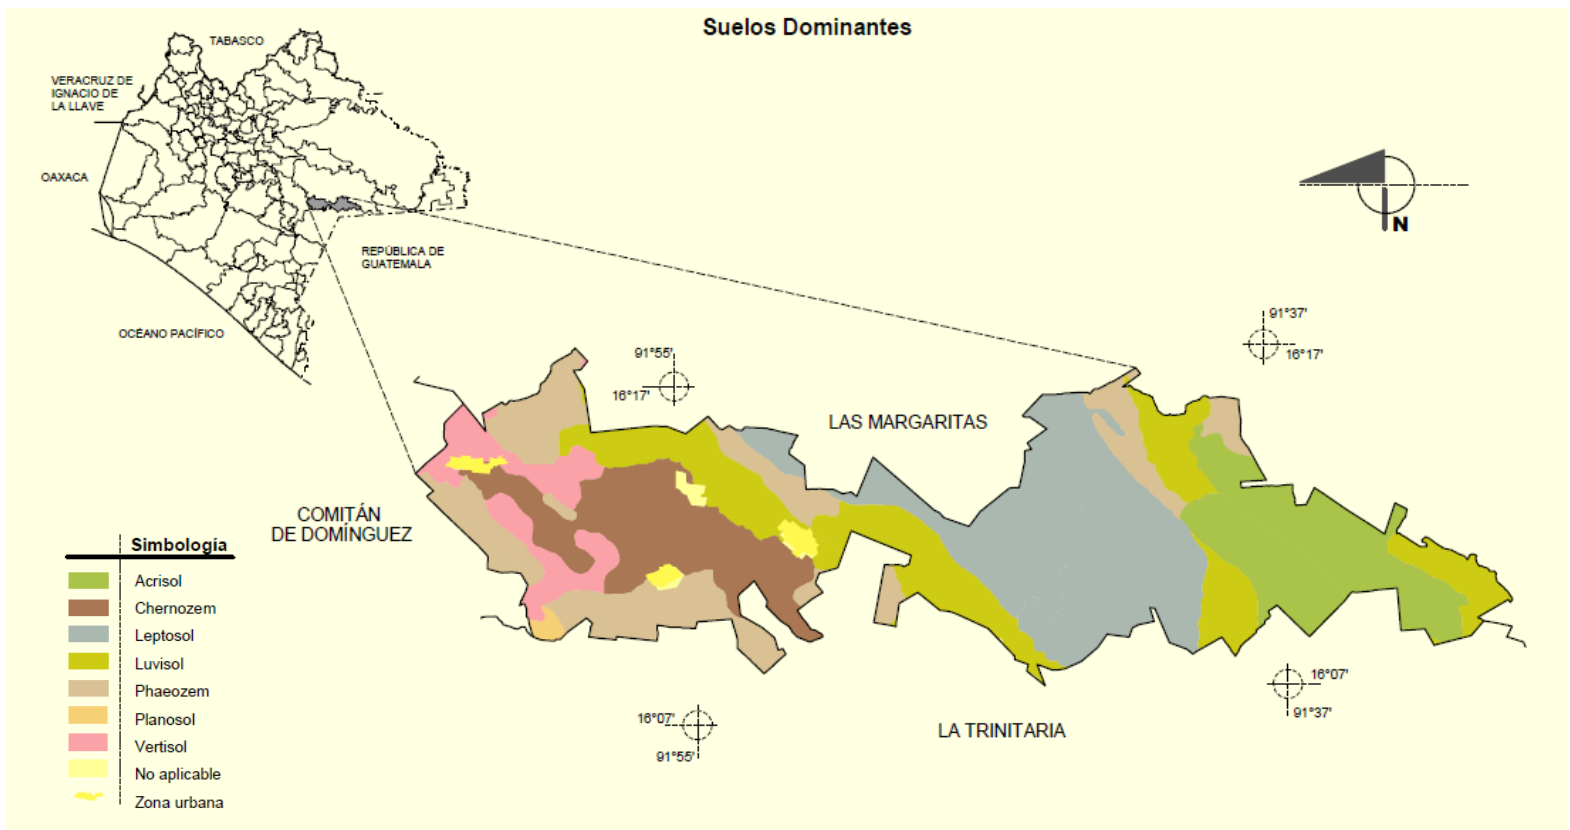 Suelos Dominantes
TABASCO
VERACRUZ DE
IGNACIO DE
LA LLAVE
OAXACA
REPÚBLICA DE
GUATEMALA
OCÉANO PACÍFICO
N
91°37'
16°17'
91°55'
16°17'
LAS MARGARITAS
COMITÁN
DE DOMÍNGUEZ
Simbología
Acrisol
Chernozem
Leptosol
Luvisol
Phaeozem
Planosol
Vertisol
No aplicable
Zona urbana
16°07'
91°55'
LA TRINITARIA
16°07'
91°37'